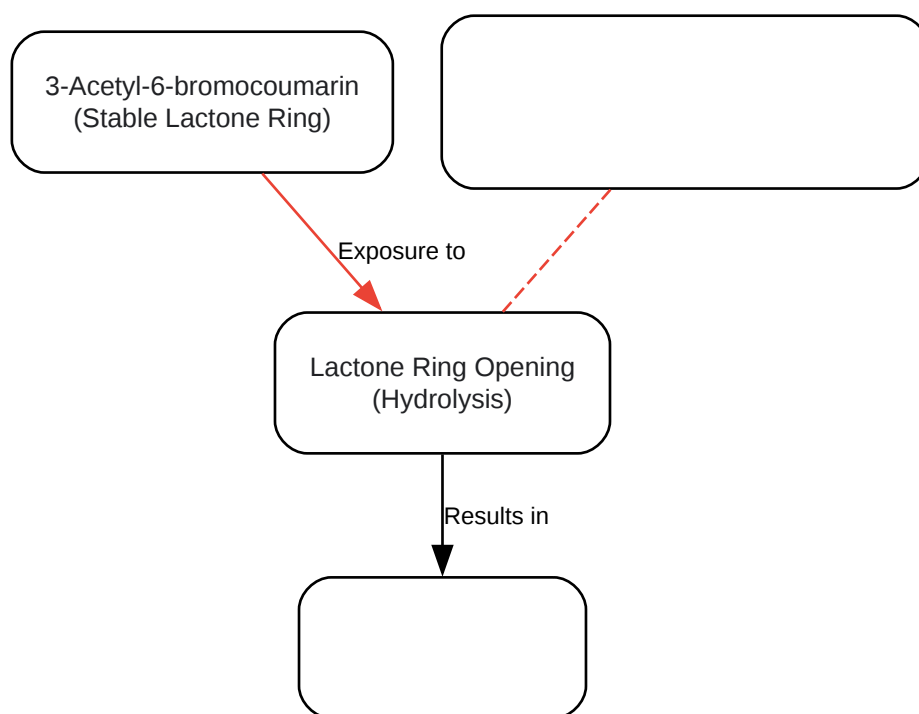 3-Acetyl-6-bromocoumarin
(Stable Lactone Ring)
Exposure to
Lactone Ring Opening
(Hydrolysis)
Results in